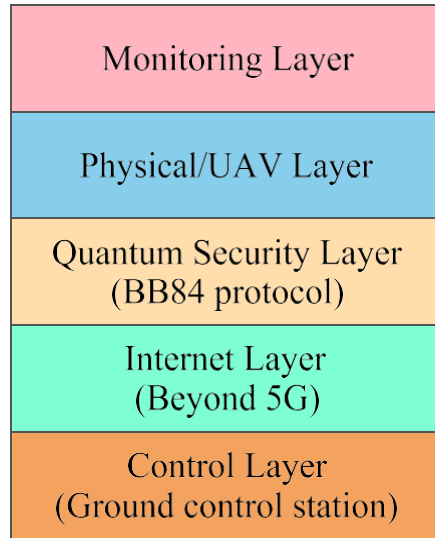 Monitoring Layer
Physical/UAV Layer
Quantum Security Layer
(BB84 protocol)
Internet Layer
(Beyond 5G)
Control Layer
(Ground control station)